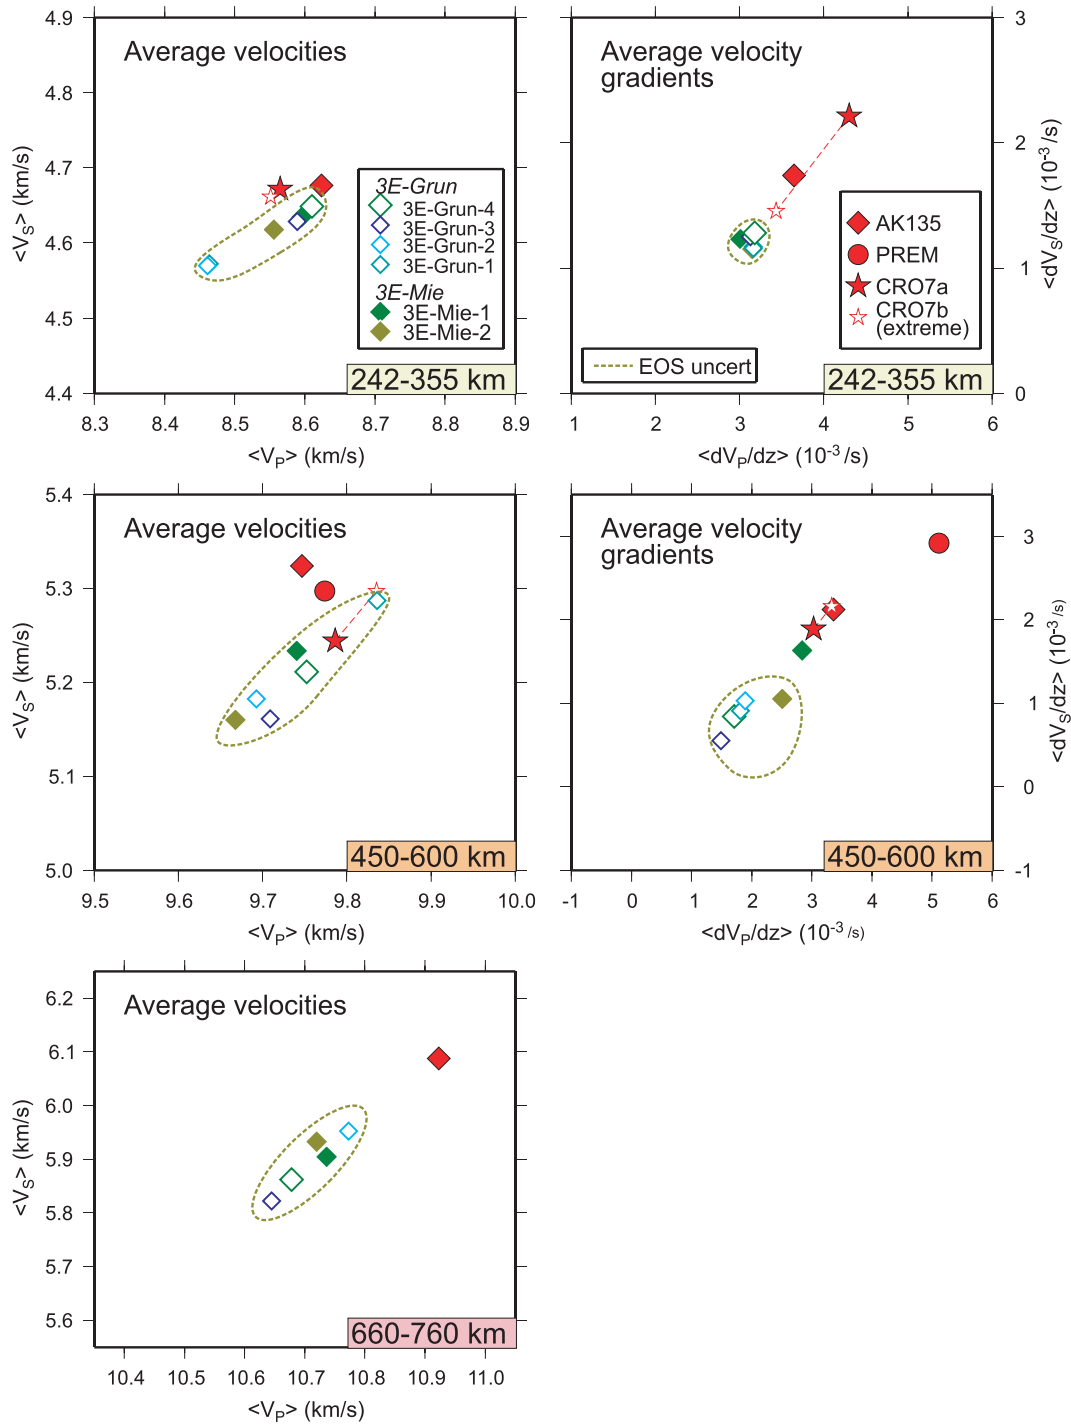 Average velocities
4.9
4.8
4.7
4.6
4.5
4.4
<V_S> (km/s)
3E-Grun
3E-Grun-4
3E-Grun-3
3E-Grun-2
3E-Grun-1
3E-Mie
3E-Mie-1
3E-Mie-2
242-355 km
8.3 8.4 8.5 8.6 8.7 8.8 8.9
<V_P> (km/s)
Average velocity
gradients
3
2
1
0
<dV_S/dz> (10^-3 /s)
AK135
PREM
CRO7a
CRO7b
(extreme)
EOS uncert
242-355 km
1 2 3 4 5 6
<dV_P/dz> (10^-3 /s)
Average velocities
5.4
5.3
5.2
5.1
5.0
<V_S> (km/s)
450-600 km
9.5 9.6 9.7 9.8 9.9 10.0
<V_P> (km/s)
Average velocity
gradients
3
2
1
0
-1
<dV_S/dz> (10^-3 /s)
450-600 km
-1 0 1 2 3 4 5 6
<dV_P/dz> (10^-3 /s)
Average velocities
6.2
6.1
6.0
5.9
5.8
5.7
5.6
<V_S> (km/s)
660-760 km
10.4 10.5 10.6 10.7 10.8 10.9 11.0
<V_P> (km/s)